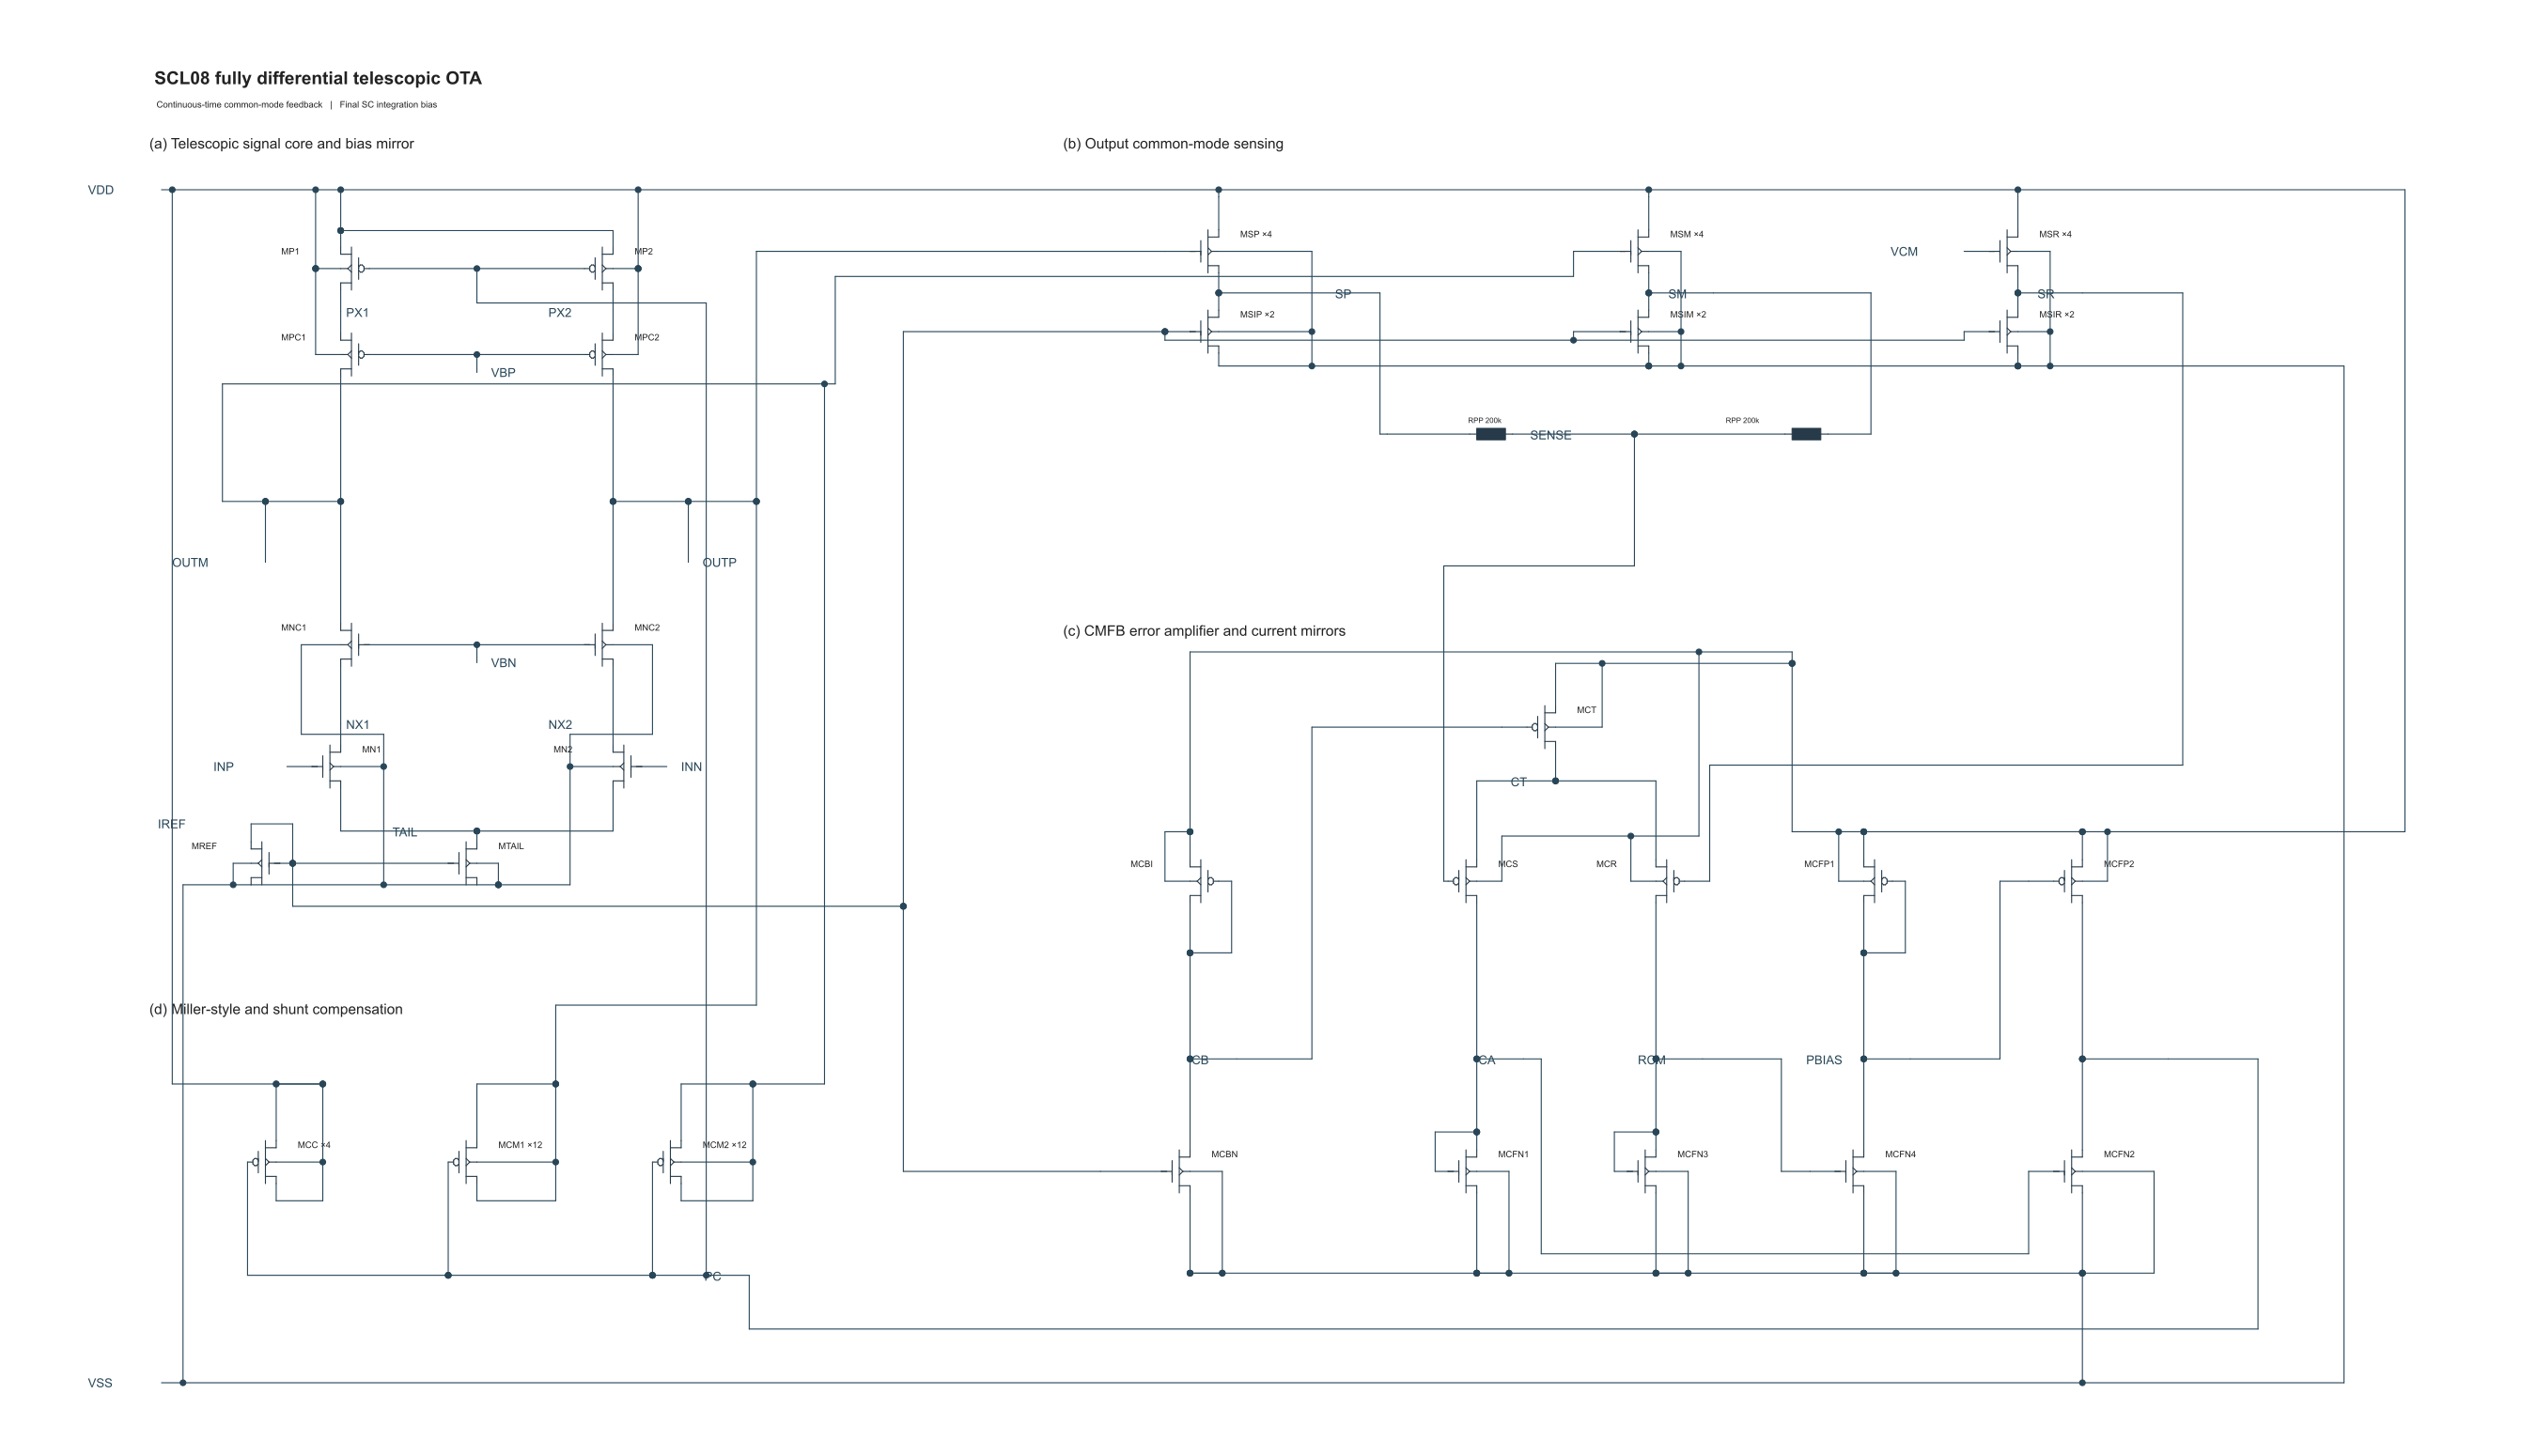 SCL08 fully differential telescopic OTA
Continuous-time common-mode feedback | Final SC integration bias
(a) Telescopic signal core and bias mirror
(b) Output common-mode sensing
VDD
MSP ×4
MSM ×4
MSR ×4
MP1
MP2
VCM
SP
SM
SR
PX1
PX2
MSIP ×2
MSIM ×2
MSIR ×2
MPC1
MPC2
VBP
RPP 200k
RPP 200k
SENSE
OUTM
OUTP
MNC1
MNC2
(c) CMFB error amplifier and current mirrors
VBN
MCT
NX1
NX2
MN1
MN2
INP
INN
CT
IREF
TAIL
MREF
MTAIL
MCBI
MCS
MCR
MCFP1
MCFP2
(d) Miller-style and shunt compensation
CB
CA
RCM
PBIAS
MCC ×4
MCM1 ×12
MCM2 ×12
MCBN
MCFN1
MCFN3
MCFN4
MCFN2
PC
VSS